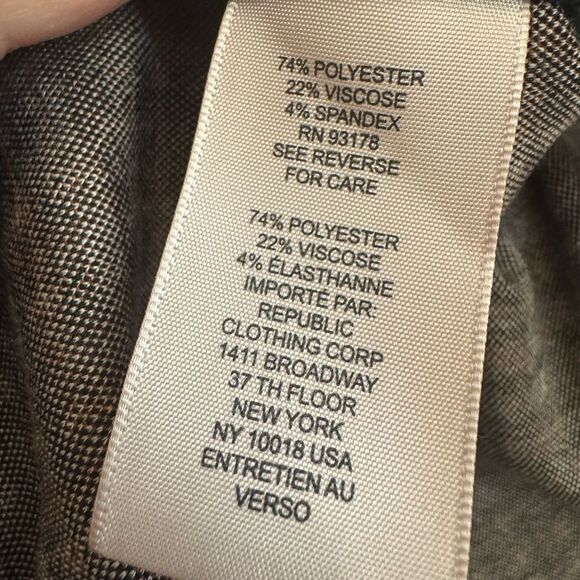 74% POLYESTER
22% VISCOSE
4% SPANDEX
RN 93178
SEE REVERSE
FOR CARE
74% POLYESTER
22% VISCOSE
4% ÉLASTHANNE
IMPORTÉ PAR:
REPUBLIC
CLOTHING CORP
1411 BROADWAY
37 TH FLOOR
NEW YORK
NY 10018 USA
ENTRETIEN AU
VERSO